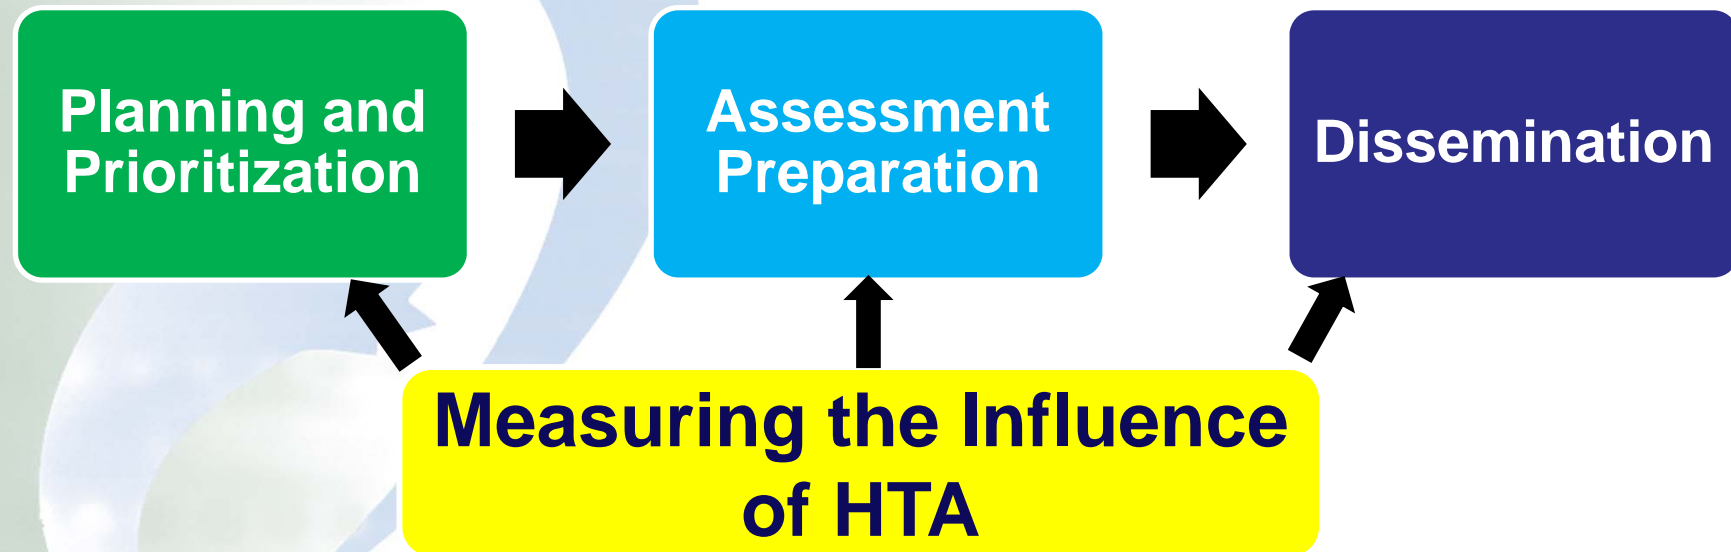 Planning and
Prioritization
Assessment
Preparation
Dissemination
Measuring the Influence
of HTA